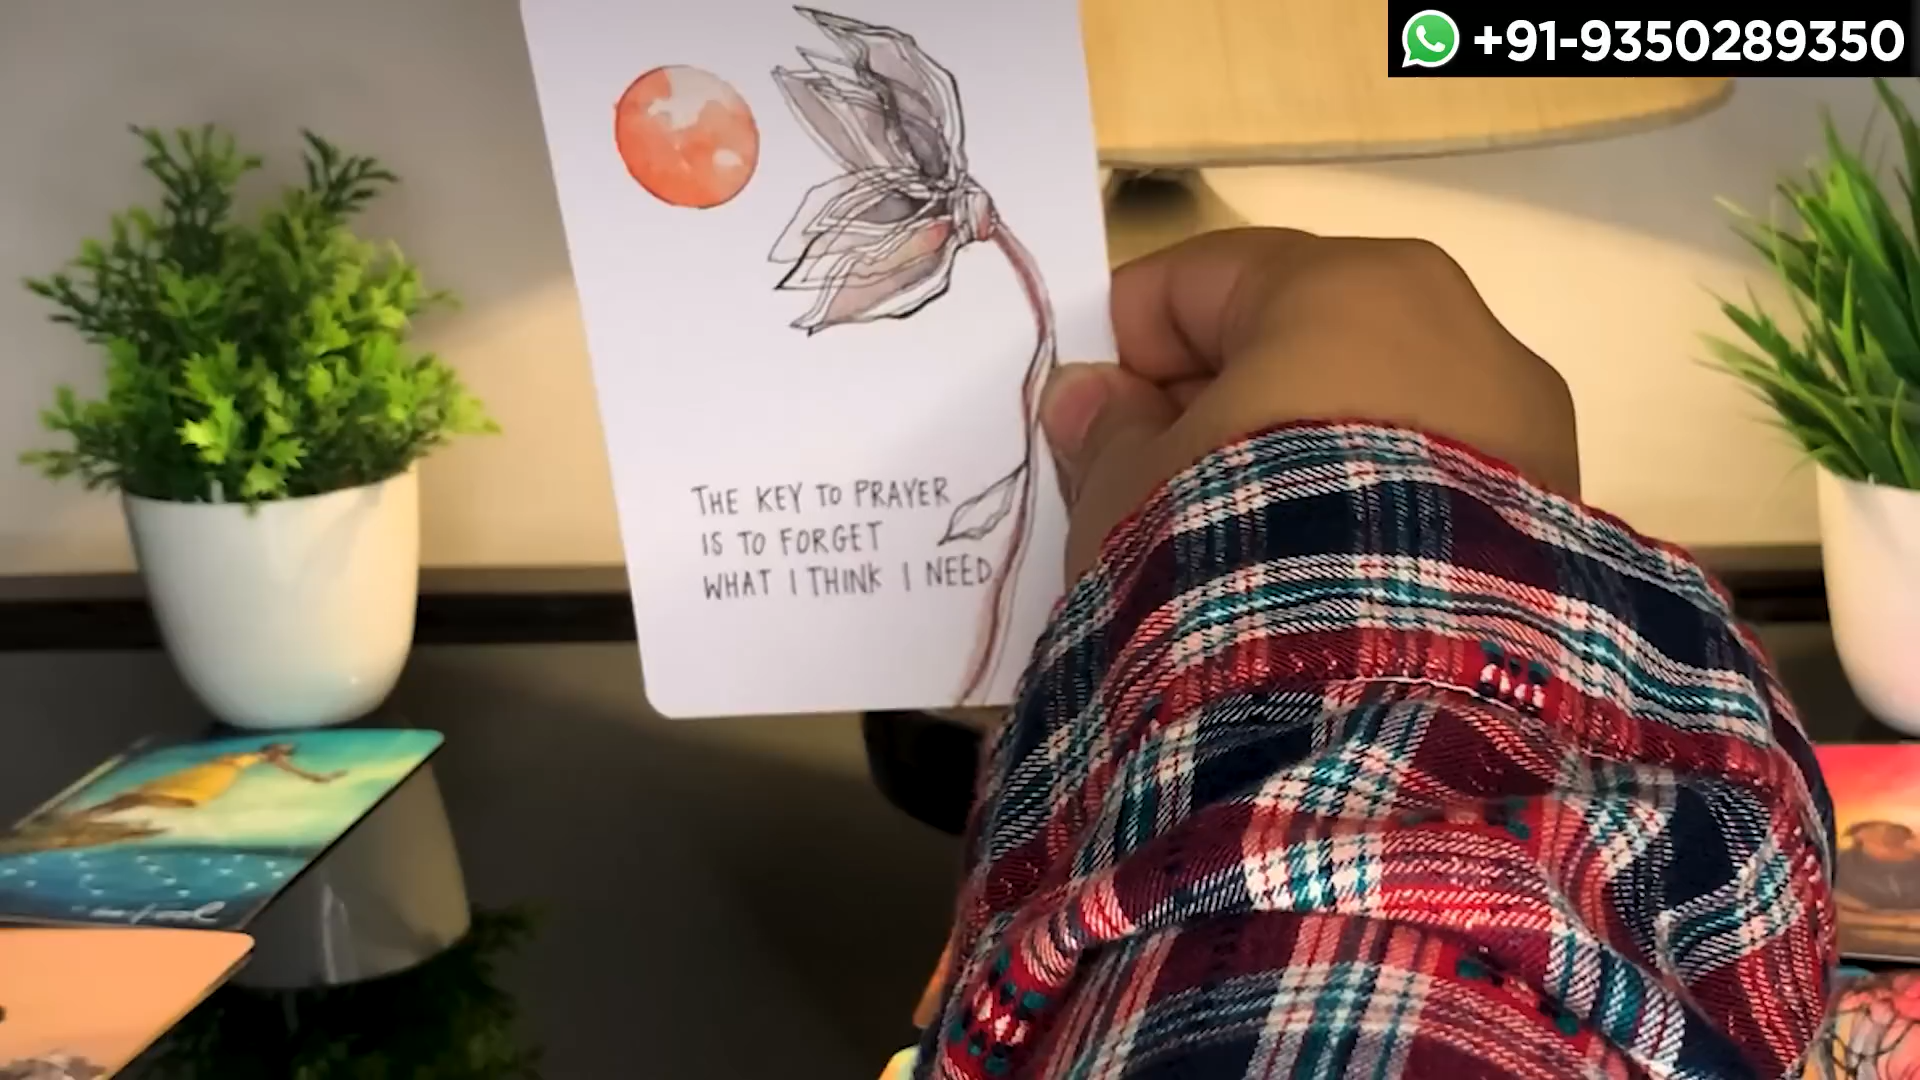 +91-9350289350
THE KEY TO PRAYER
IS TO FORGET
WHAT I THINK I NEED